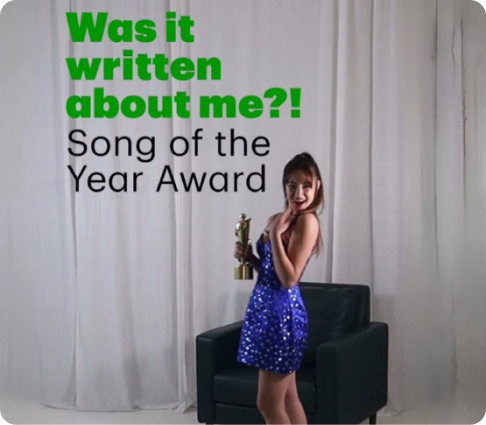 Was it
written
about me?!
Song of the
Year Award